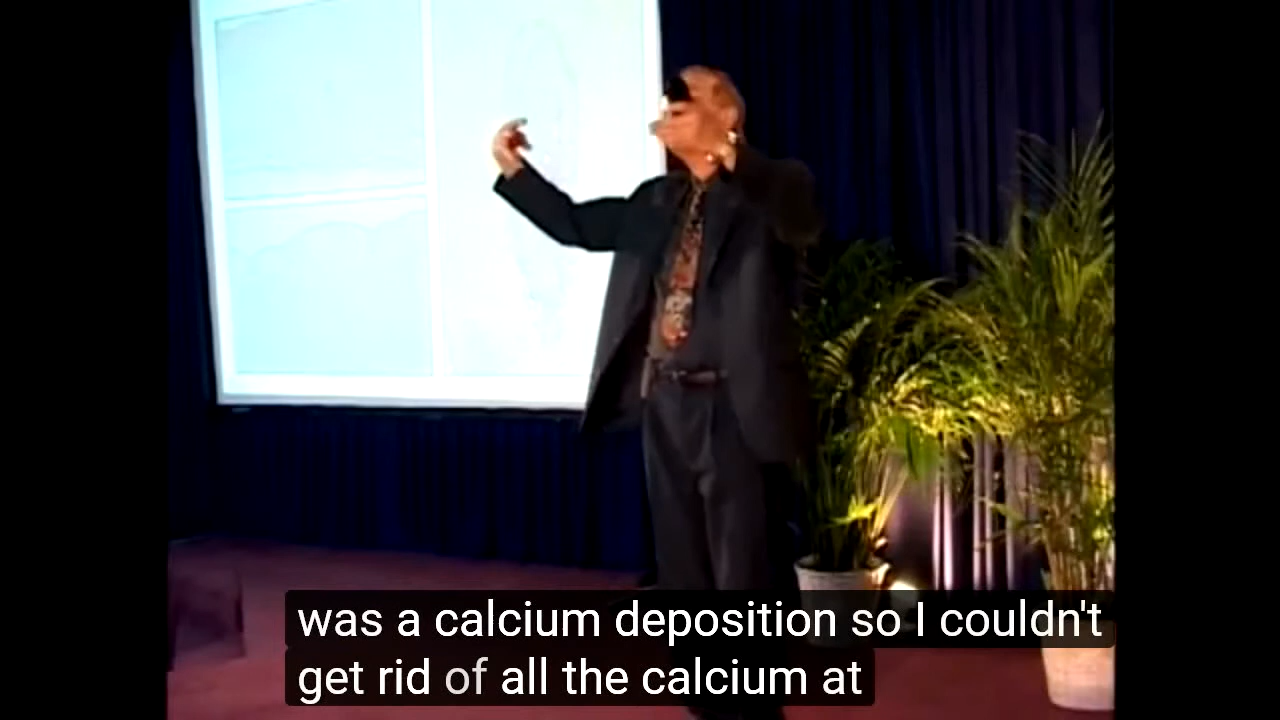 was a calcium deposition so I couldn't
get rid of all the calcium at